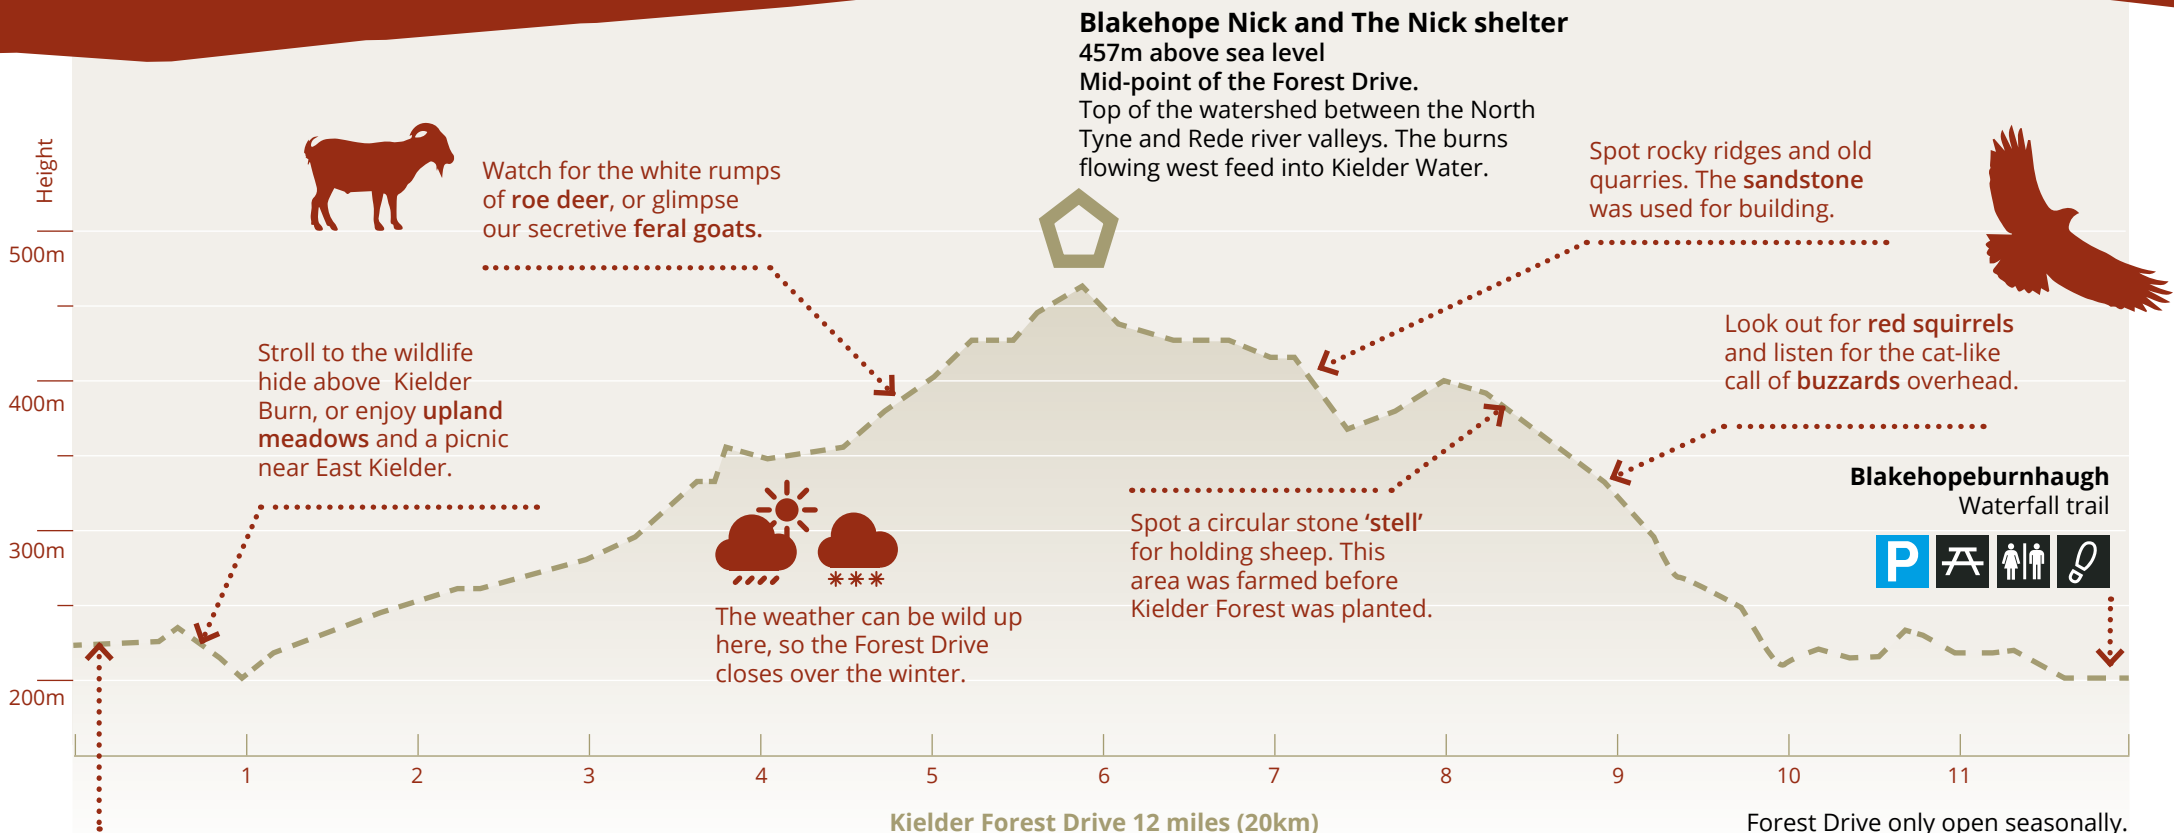 Blakehope Nick and The Nick shelter
457m above sea level
Mid-point of the Forest Drive.
Top of the watershed between the North
Tyne and Rede river valleys. The burns
flowing west feed into Kielder Water.
Height
Watch for the white rumps
of roe deer, or glimpse
our secretive feral goats.
Spot rocky ridges and old
quarries. The sandstone
was used for building.
500m
Stroll to the wildlife
hide above Kielder
Burn, or enjoy upland
meadows and a picnic
near East Kielder.
Look out for red squirrels
and listen for the cat-like
call of buzzards overhead.
400m
Blakehopeburnhaugh
Waterfall trail
P
Spot a circular stone ‘stell’
for holding sheep. This
area was farmed before
Kielder Forest was planted.
300m
The weather can be wild up
here, so the Forest Drive
closes over the winter.
200m
1 2 3 4 5 6 7 8 9 10 11
Kielder Forest Drive 12 miles (20km)
Forest Drive only open seasonally.